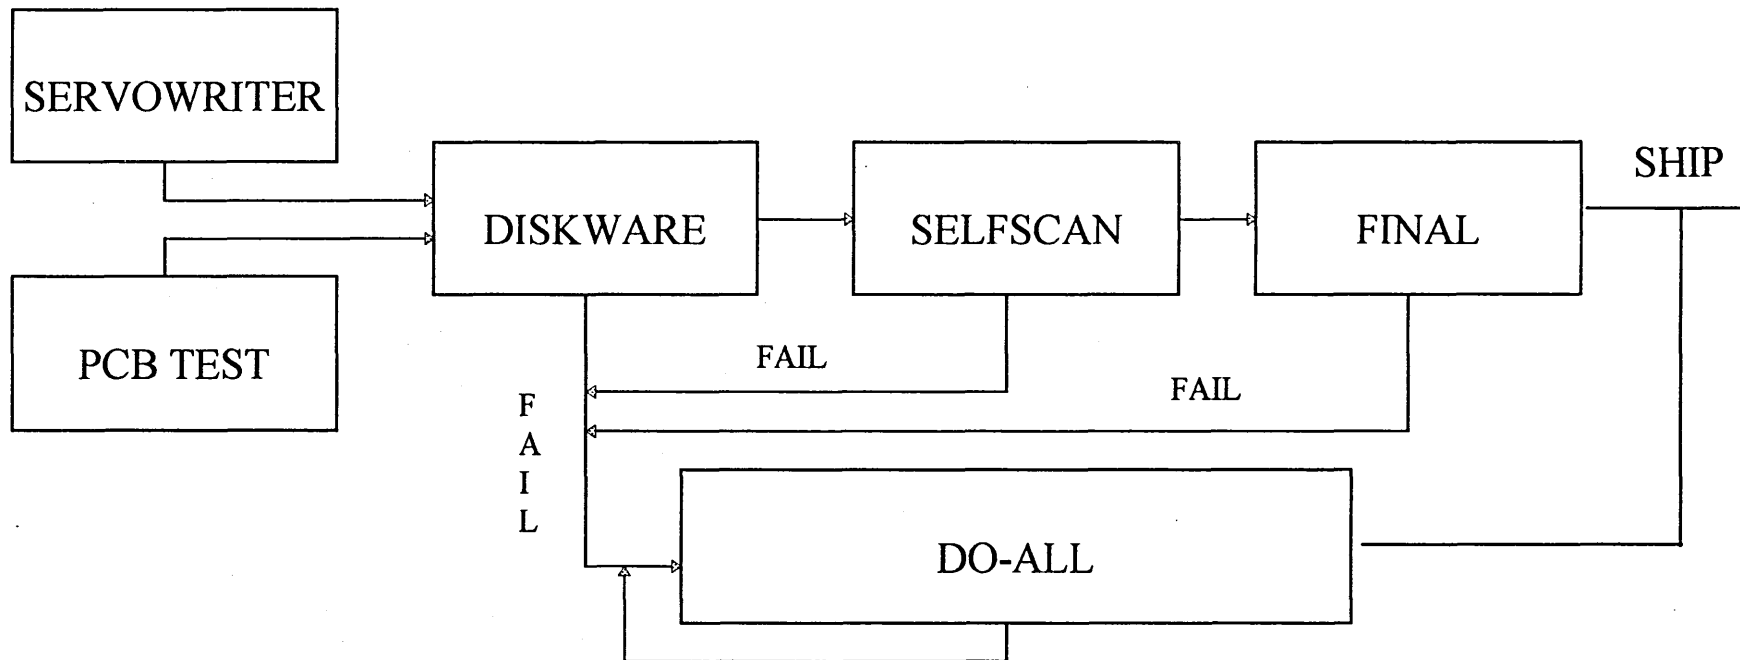 SERVOWRITER
PCB TEST
DISKWARE
SELFSCAN
FINAL
SHIP
FAIL
FAIL
F
A
I
L
DO-ALL